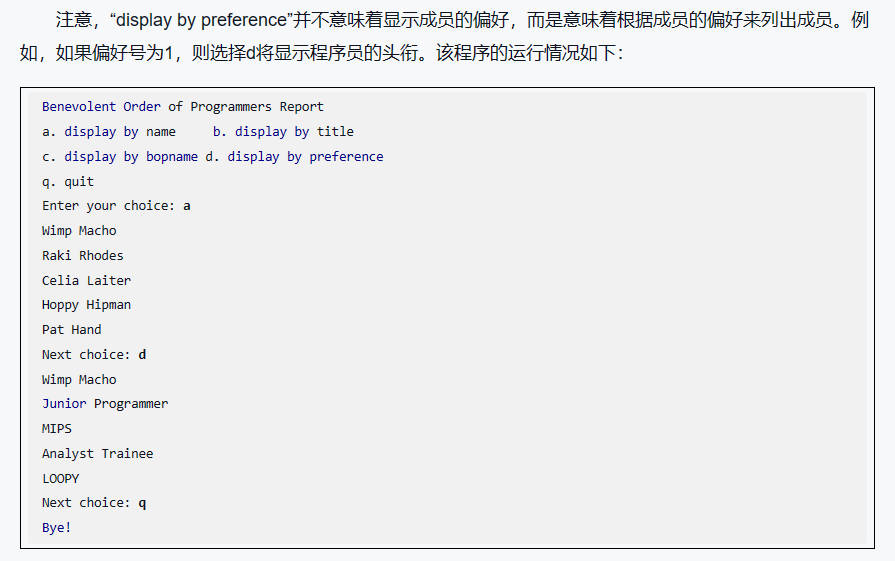 注意，“display by preference”并不意味着显示成员的偏好，而是意味着根据成员的偏好来列出成员。例
如，如果偏好号为1，则选择d将显示程序员的头衔。该程序的运行情况如下：
Benevolent Order of Programmers Report
a. display by name     b. display by title
c. display by bopname d. display by preference
q. quit
Enter your choice: a
Wimp Macho
Raki Rhodes
Celia Laiter
Hoppy Hipman
Pat Hand
Next choice: d
Wimp Macho
Junior Programmer
MIPS
Analyst Trainee
LOOPY
Next choice: q
Bye!